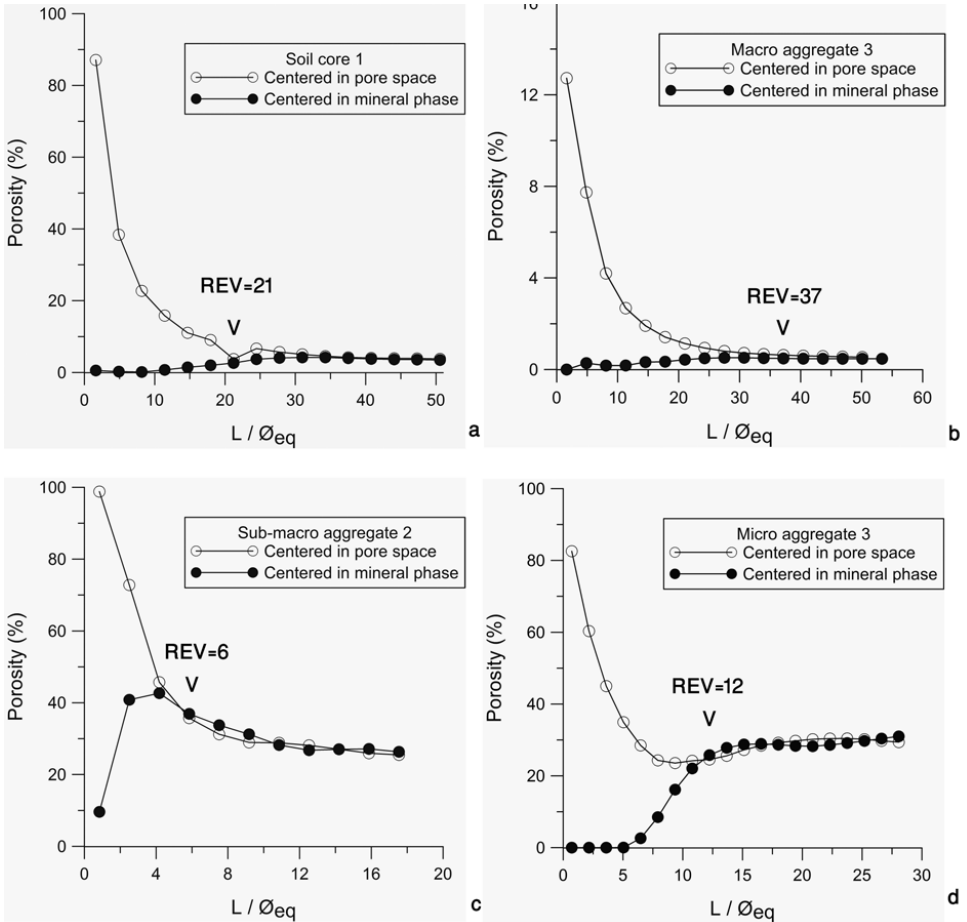 100
80
60
40
20
0
Porosity (%)
Soil core 1
Centered in pore space
Centered in mineral phase
REV=21
V
0 10 20 30 40 50
L / Øeq
a
16
12
8
4
0
Porosity (%)
Macro aggregate 3
Centered in pore space
Centered in mineral phase
REV=37
V
0 10 20 30 40 50 60
L / Øeq
b
100
80
60
40
20
0
Porosity (%)
Sub-macro aggregate 2
Centered in pore space
Centered in mineral phase
REV=6
V
0 4 8 12 16 20
L / Øeq
c
100
80
60
40
20
0
Porosity (%)
Micro aggregate 3
Centered in pore space
Centered in mineral phase
REV=12
V
0 5 10 15 20 25 30
L / Øeq
d